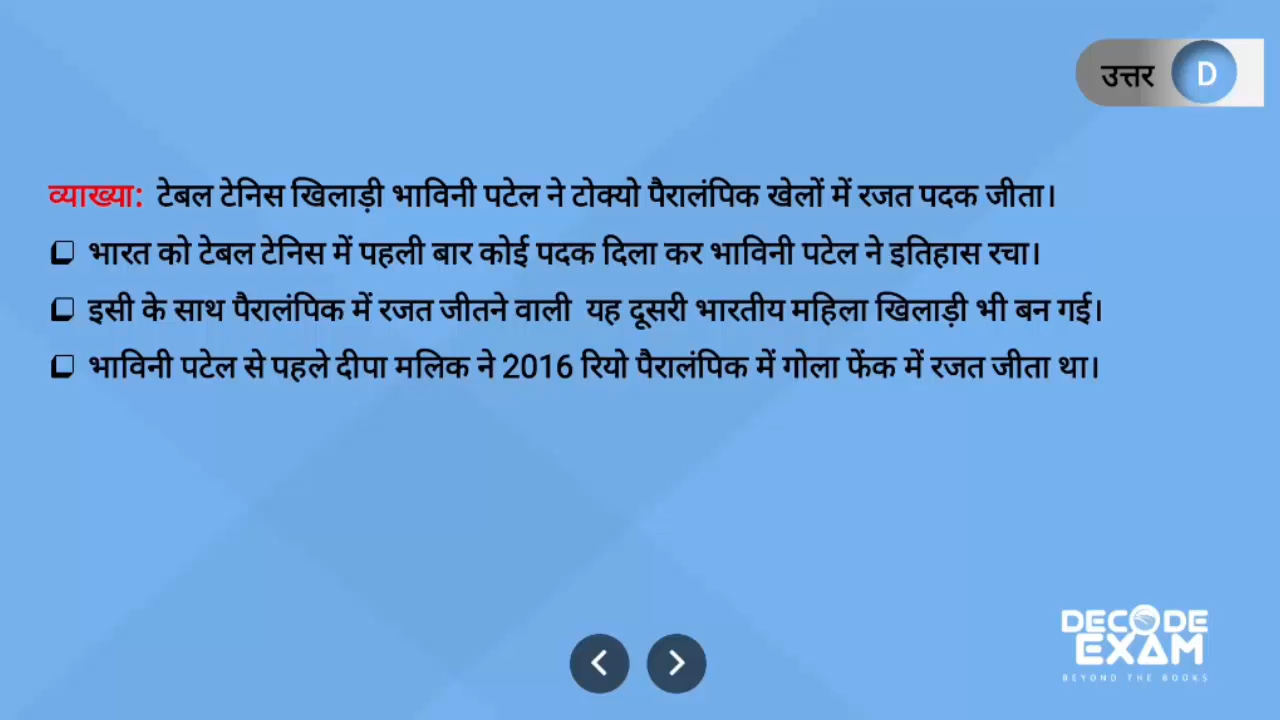 उत्तर D
व्याख्या: टेबल टेनिस खिलाड़ी भाविनी पटेल ने टोक्यो पैरालंपिक खेलों में रजत पदक जीता।
❑ भारत को टेबल टेनिस में पहली बार कोई पदक दिला कर भाविनी पटेल ने इतिहास रचा।
❑ इसी के साथ पैरालंपिक में रजत जीतने वाली यह दूसरी भारतीय महिला खिलाड़ी भी बन गई।
❑ भाविनी पटेल से पहले दीपा मलिक ने 2016 रियो पैरालंपिक में गोला फेंक में रजत जीता था।
DECODE
EXAM
BEYOND THE BOOKS